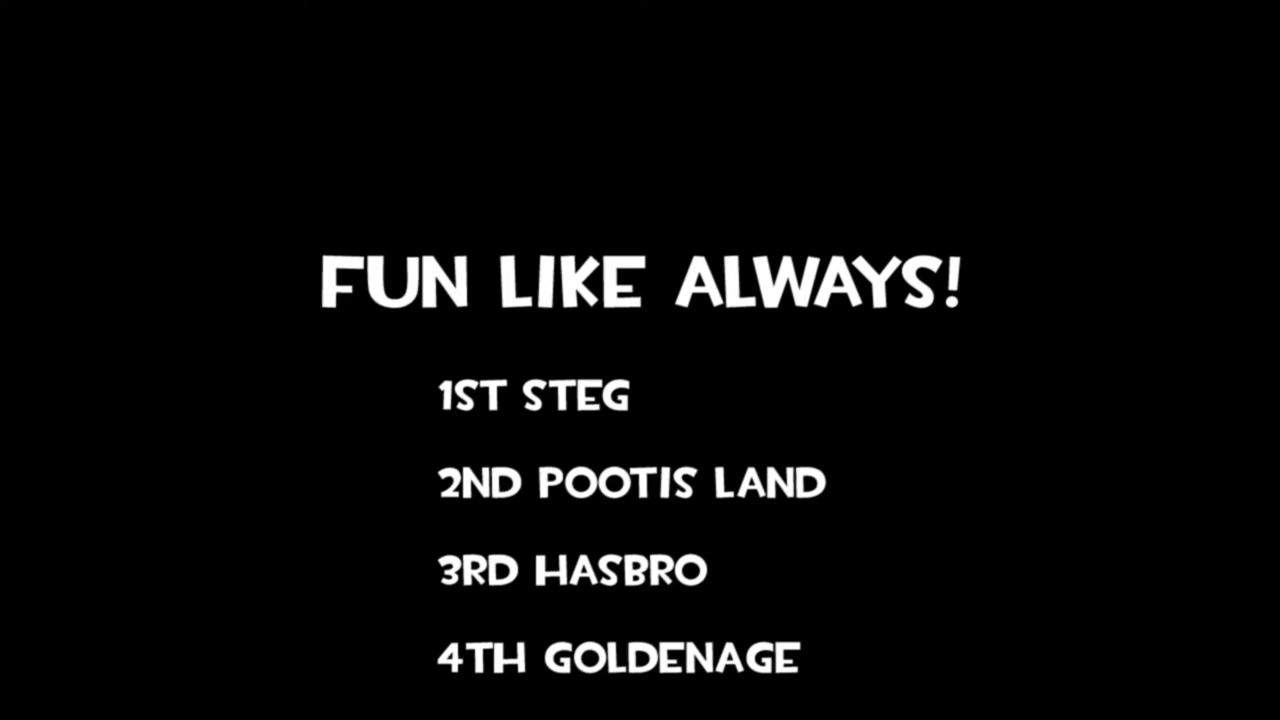 FUN LIKE ALWAYS!
1ST STEG
2ND POOTIS LAND
3RD HASBRO
4TH GOLDENAGE